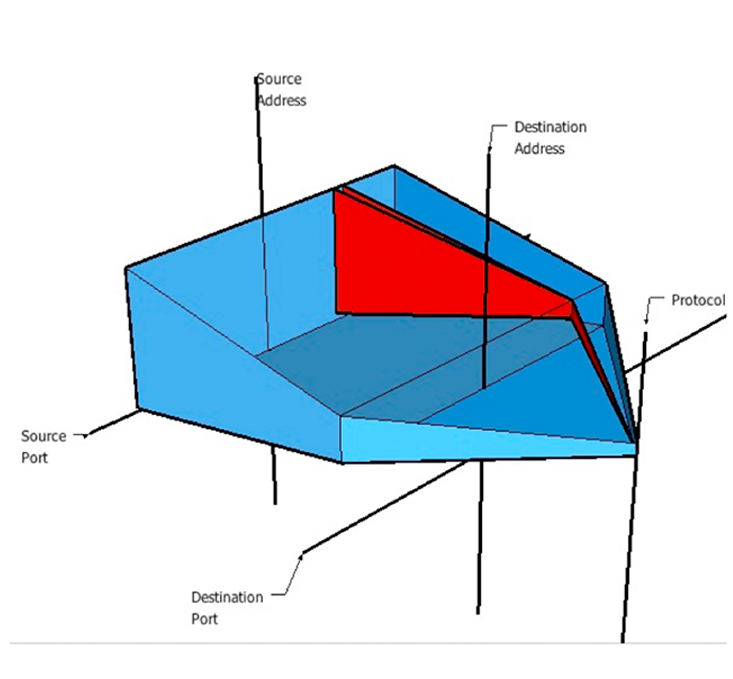 Source
Address
Destination
Address
Protocol
Source
Port
Destination
Port